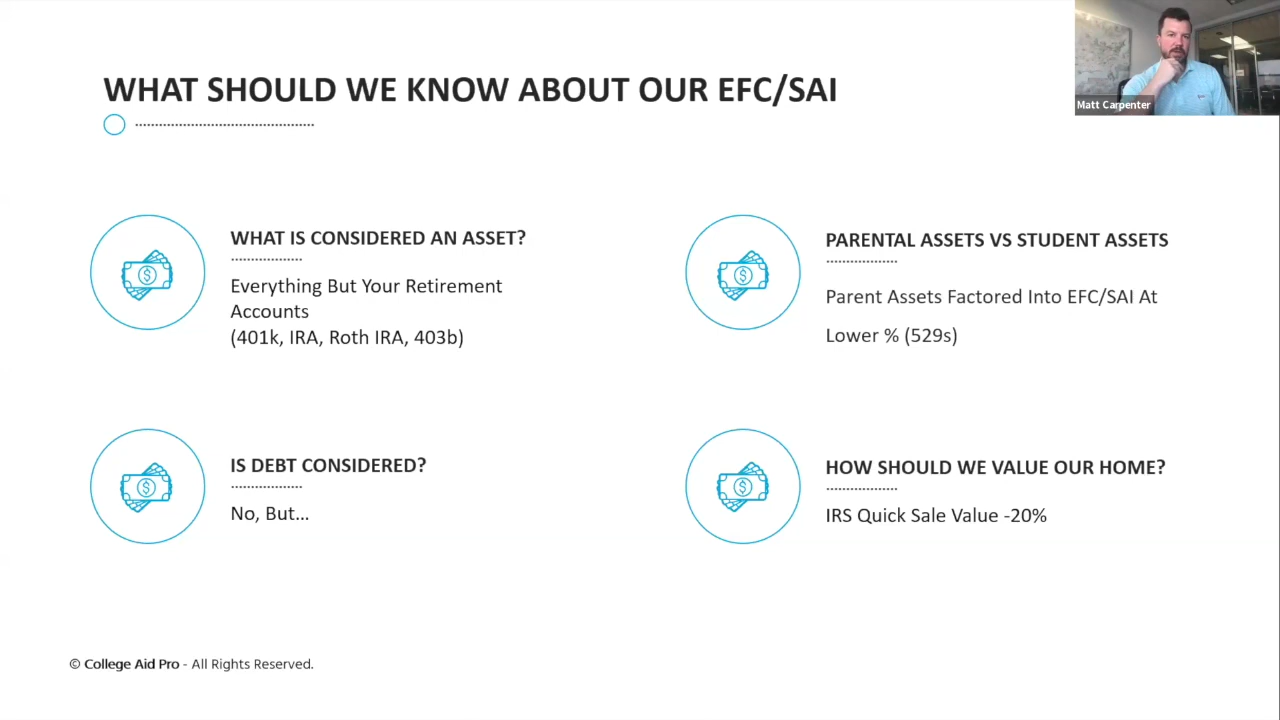 WHAT SHOULD WE KNOW ABOUT OUR EFC/SAI
Matt Carpenter
WHAT IS CONSIDERED AN ASSET?
Everything But Your Retirement
Accounts
(401k, IRA, Roth IRA, 403b)
PARENTAL ASSETS VS STUDENT ASSETS
Parent Assets Factored Into EFC/SAI At
Lower % (529s)
IS DEBT CONSIDERED?
No, But...
HOW SHOULD WE VALUE OUR HOME?
IRS Quick Sale Value -20%
© College Aid Pro - All Rights Reserved.